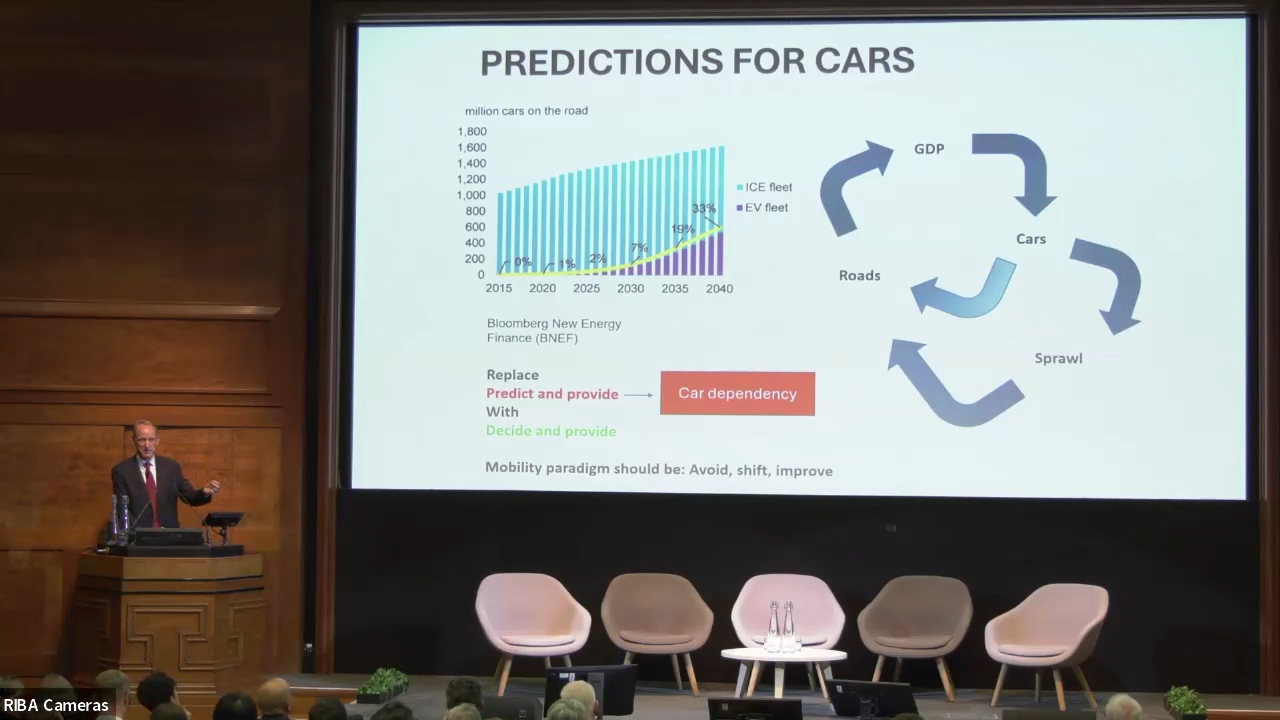 PREDICTIONS FOR CARS
million cars on the road
1,800
1,600
1,400
1,200
1,000
800
600
400
200
0
0%
1%
2%
7%
19%
33%
2015 2020 2025 2030 2035 2040
ICE fleet
EV fleet
Bloomberg New Energy
Finance (BNEF)
GDP
Cars
Roads
Sprawl
Replace
Predict and provide
With
Decide and provide
Car dependency
Mobility paradigm should be: Avoid, shift, improve
RIBA Cameras